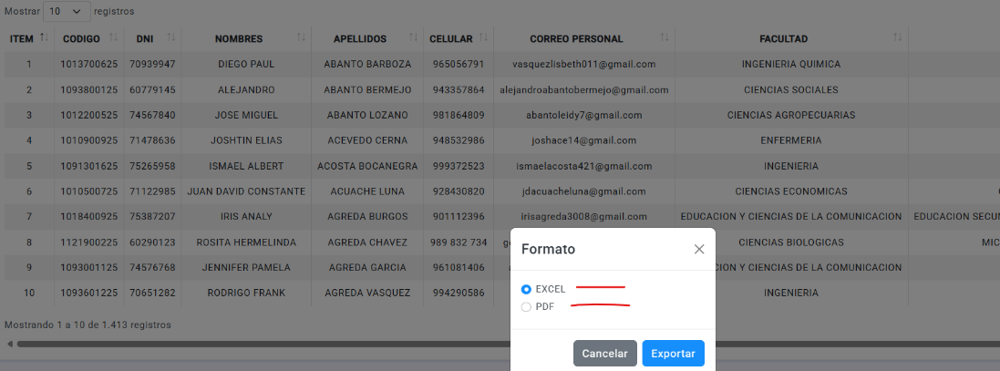 Mostrar 10 registros
ITEM CODIGO DNI NOMBRES APELLIDOS CELULAR CORREO PERSONAL FACULTAD
1 1013700625 70939947 DIEGO PAUL ABANTO BARBOZA 965056791 vasquezlisbeth011@gmail.com INGENIERIA QUIMICA
2 1093800125 60779145 ALEJANDRO ABANTO BERMEJO 943357864 alejandroabantobermejo@gmail.com CIENCIAS SOCIALES
3 1012200525 74567840 JOSE MIGUEL ABANTO LOZANO 981864809 abantoleidy7@gmail.com CIENCIAS AGROPECUARIAS
4 1010900925 71478636 JOSHTIN ELIAS ACEVEDO CERNA 948532986 joshace14@gmail.com ENFERMERIA
5 1091301625 75265958 ISMAEL ALBERT ACOSTA BOCANEGRA 999372523 ismaelacosta421@gmail.com INGENIERIA
6 1010500725 71122985 JUAN DAVID CONSTANTE ACUACHE LUNA 928430820 jdacuacheluna@gmail.com CIENCIAS ECONOMICAS
7 1018400925 75387207 IRIS ANALY AGREDA BURGOS 901112396 irisagreda3008@gmail.com EDUCACION Y CIENCIAS DE LA COMUNICACION EDUCACION SECUN
8 1121900225 60290123 ROSITA HERMELINDA AGREDA CHAVEZ 989 832 734 CIENCIAS BIOLOGICAS MIC
9 1093001125 74576768 JENNIFER PAMELA AGREDA GARCIA 961081406 CION Y CIENCIAS DE LA COMUNICACION
10 1093601225 70651282 RODRIGO FRANK AGREDA VASQUEZ 994290586 INGENIERIA
Mostrando 1 a 10 de 1.413 registros
Formato
EXCEL
PDF
Cancelar Exportar